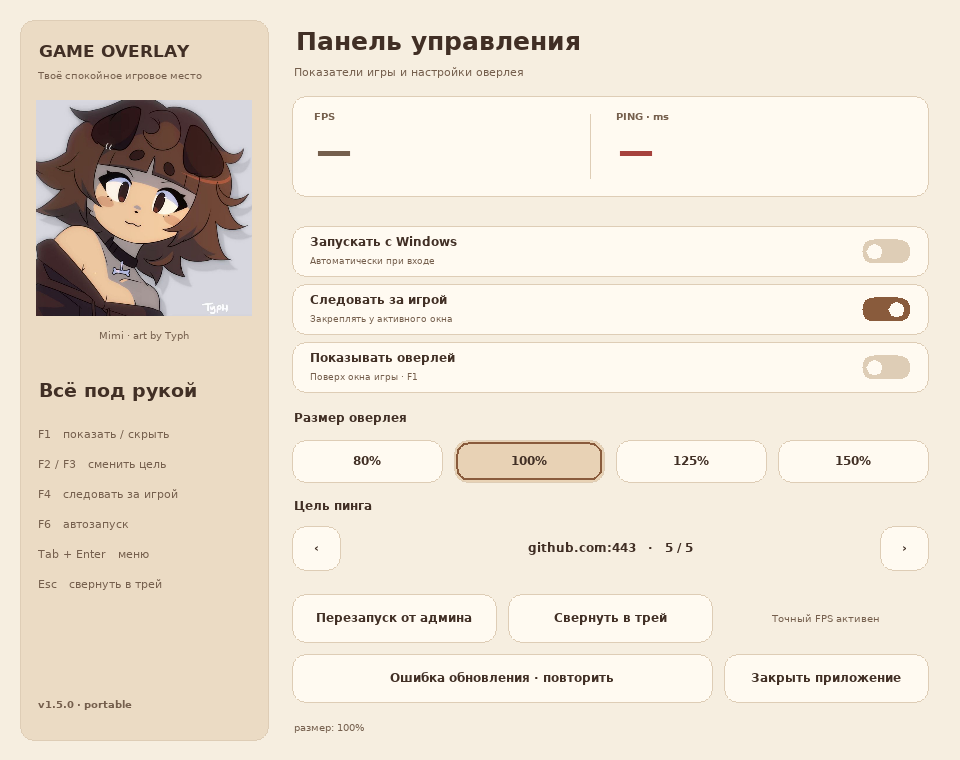 GAME OVERLAY
Твоё спокойное игровое место
Typh
Mimi · art by Typh
Всё под рукой
F1 показать / скрыть
F2 / F3 сменить цель
F4 следовать за игрой
F6 автозапуск
Tab + Enter меню
Esc свернуть в трей
v1.5.0 · portable
Панель управления
Показатели игры и настройки оверлея
FPS
PING · ms
—
—
Запускать с Windows
Автоматически при входе
Следовать за игрой
Закреплять у активного окна
Показывать оверлей
Поверх окна игры · F1
Размер оверлея
80%
100%
125%
150%
Цель пинга
‹
github.com:443 · 5 / 5
›
Перезапуск от админа
Свернуть в трей
Точный FPS активен
Ошибка обновления · повторить
Закрыть приложение
размер: 100%